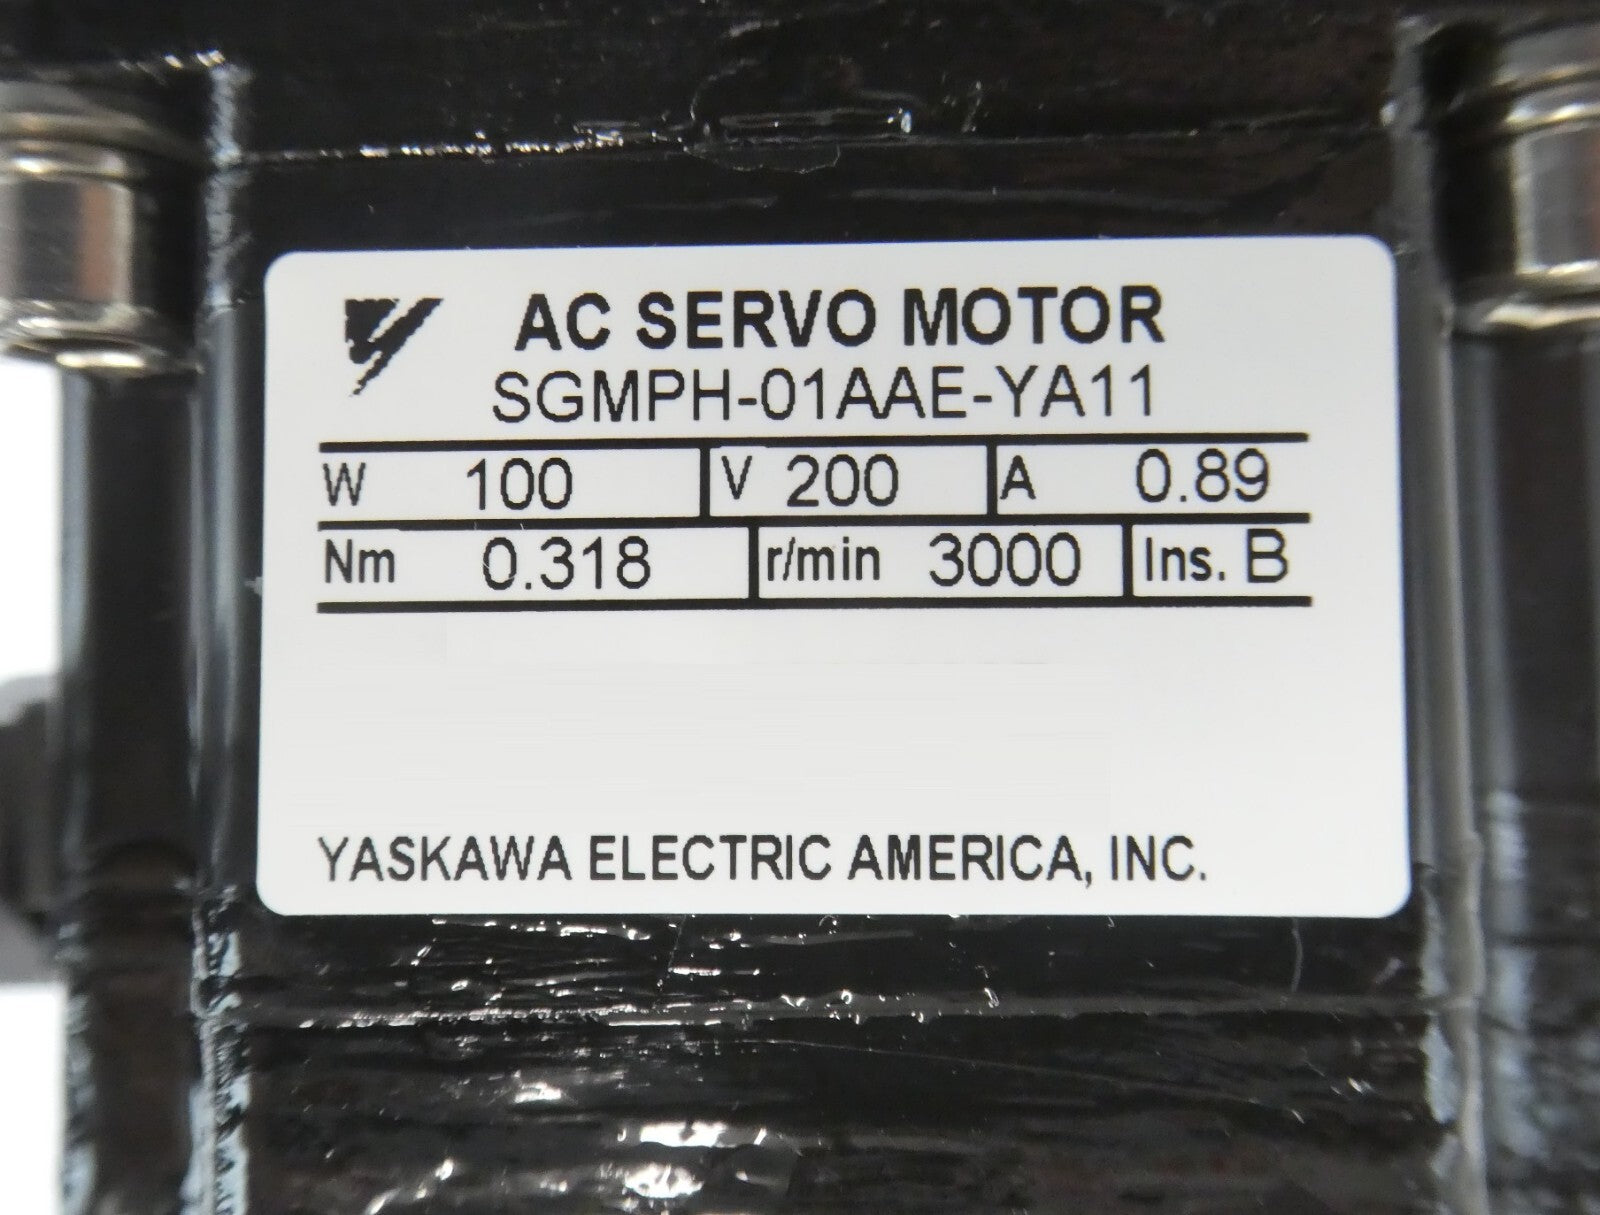 AC SERVO MOTOR
SGMPH-01AAE-YA11
W 100 V 200 A 0.89
Nm 0.318 r/min 3000 Ins. B
YASKAWA ELECTRIC AMERICA, INC.